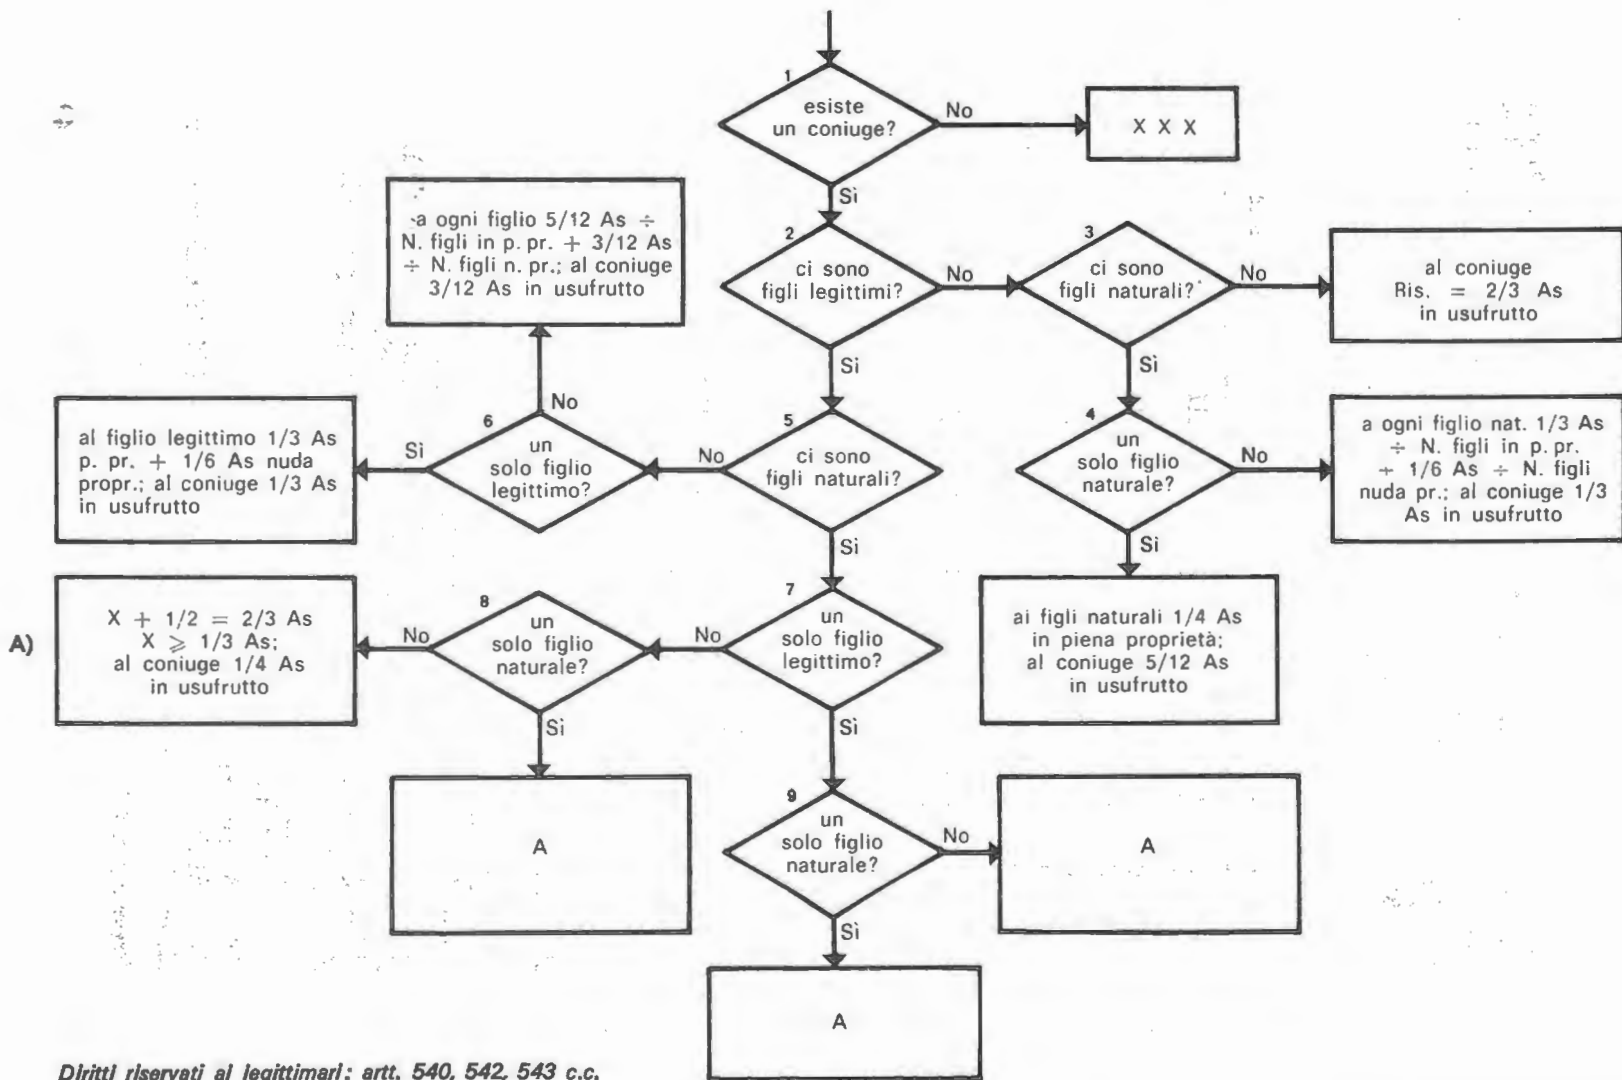 1
esiste
un coniuge?
No
X X X
Sì
a ogni figlio 5/12 As ÷
N. figli in p. pr. + 3/12 As
÷ N. figli n. pr.; al coniuge
3/12 As in usufrutto
2
ci sono
figli legittimi?
No
3
ci sono
figli naturali?
No
al coniuge
Ris. = 2/3 As
in usufrutto
Sì
Sì
No
al figlio legittimo 1/3 As
p. pr. + 1/6 As nuda
propr.; al coniuge 1/3 As
in usufrutto
Sì
6
un
solo figlio
legittimo?
No
5
ci sono
figli naturali?
4
un
solo figlio
naturale?
No
a ogni figlio nat. 1/3 As
÷ N. figli in p. pr.
+ 1/6 As ÷ N. figli
nuda pr.; al coniuge 1/3
As in usufrutto
Sì
Sì
A)
X + 1/2 = 2/3 As
X ⩾ 1/3 As;
al coniuge 1/4 As
in usufrutto
No
8
un
solo figlio
naturale?
No
7
un
solo figlio
legittimo?
ai figli naturali 1/4 As
in piena proprietà;
al coniuge 5/12 As
in usufrutto
Sì
Sì
A
9
un
solo figlio
naturale?
No
A
Sì
A
Diritti riservati ai legittimari: artt. 540, 542, 543 c.c.